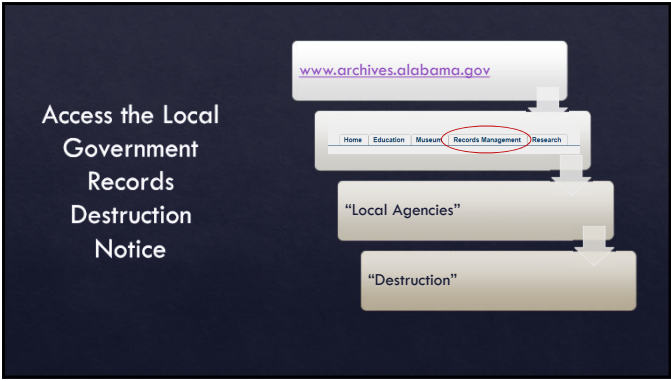 Access the Local
Government
Records
Destruction
Notice
www.archives.alabama.gov
Home Education Museum Records Management Research
“Local Agencies”
“Destruction”